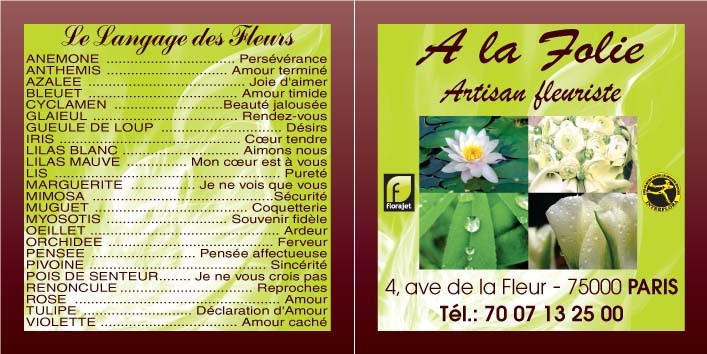 Le Langage des Fleurs
ANEMONE ........................ Persévérance
ANTHEMIS ...................... Amour terminé
AZALEE ............................ Joie d'aimer
BLEUET ........................... Amour timide
CYCLAMEN .................... Beauté jalousée
GLAIEUL .......................... Rendez-vous
GUEULE DE LOUP ....................... Désirs
IRIS ................................. Cœur tendre
LILAS BLANC ..................... Aimons nous
LILAS MAUVE ............ Mon cœur est à vous
LIS ....................................... Pureté
MARGUERITE ............ Je ne vois que vous
MIMOSA ................................Sécurité
MUGUET .......................... Coquetterie
MYOSOTIS ..................... Souvenir fidèle
OEILLET ................................ Ardeur
ORCHIDEE ............................. Ferveur
PENSEE .................. Pensée affectueuse
PIVOINE .............................. Sincérité
POIS DE SENTEUR....... Je ne vous crois pas
RENONCULE ......................... Reproches
ROSE .................................... Amour
TULIPE .................. Déclaration d'Amour
VIOLETTE ........................ Amour caché
A la Folie
Artisan fleuriste
florajet
INTERFLORA
4, ave de la Fleur - 75000 PARIS
Tél.: 70 07 13 25 00